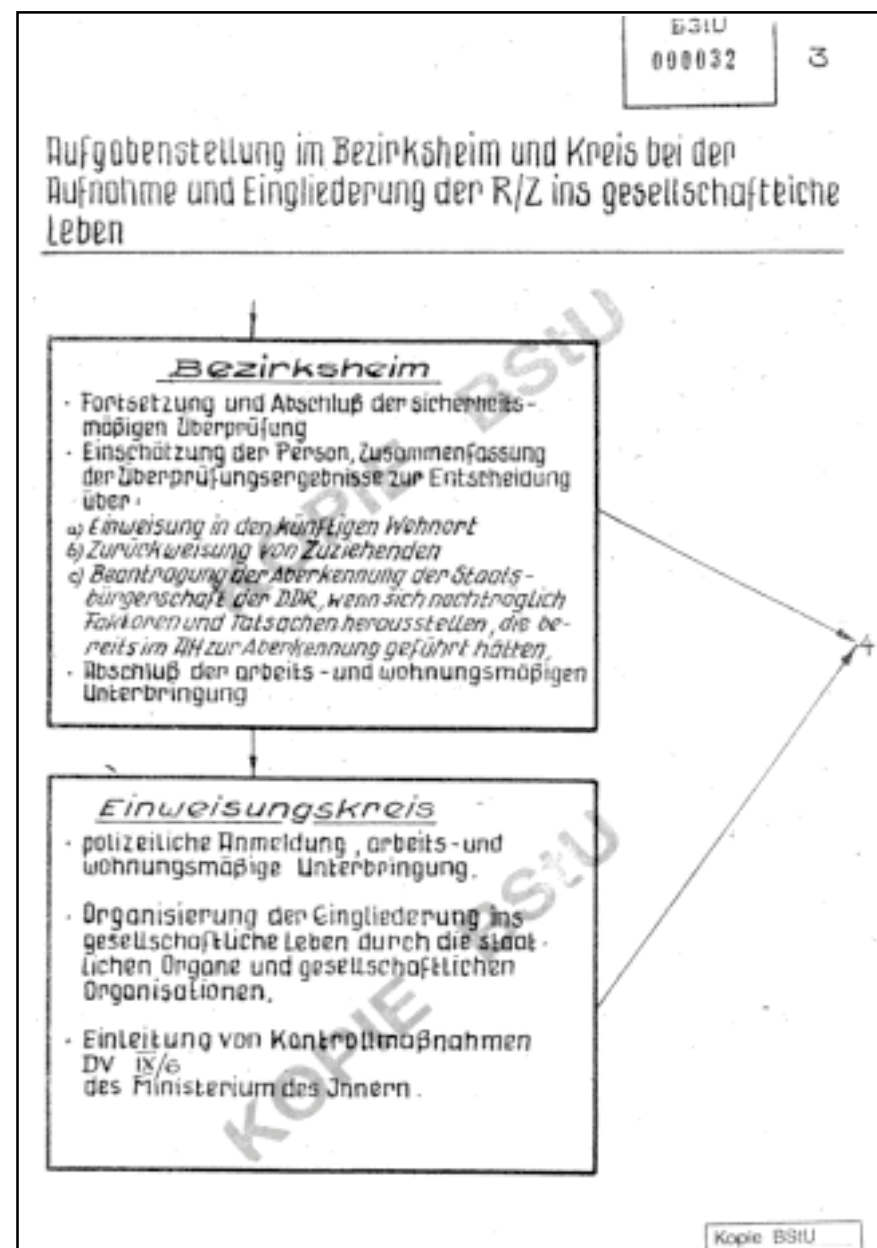 BStU
000032
3
Aufgabenstellung im Bezirksheim und Kreis bei der
Aufnahme und Eingliederung der R/Z ins gesellschaftliche
Leben
Bezirksheim
· Fortsetzung und Abschluß der sicherheits-
mäßigen Überprüfung
· Einschätzung der Person, Zusammenfassung
der Überprüfungsergebnisse zur Entscheidung
über:
a) Einweisung in den künftigen Wohnort
b) Zurückweisung von Zuziehenden
c) Beantragung der Aberkennung der Staats-
bürgerschaft der DDR, wenn sich nachträglich
Faktoren und Tatsachen herausstellen, die be-
reits im AH zur Aberkennung geführt hätten.
· Abschluß der arbeits- und wohnungsmäßigen
Unterbringung
4
Einweisungskreis
· polizeiliche Anmeldung, arbeits- und
wohnungsmäßige Unterbringung.
· Organisierung der Eingliederung ins
gesellschaftliche Leben durch die staat-
lichen Organe und gesellschaftlichen
Organisationen.
· Einleitung von Kontrollmaßnahmen
DV IX/6
des Ministerium des Innern.
KOPIE BStU
KOPIE BStU
Kopie BStU